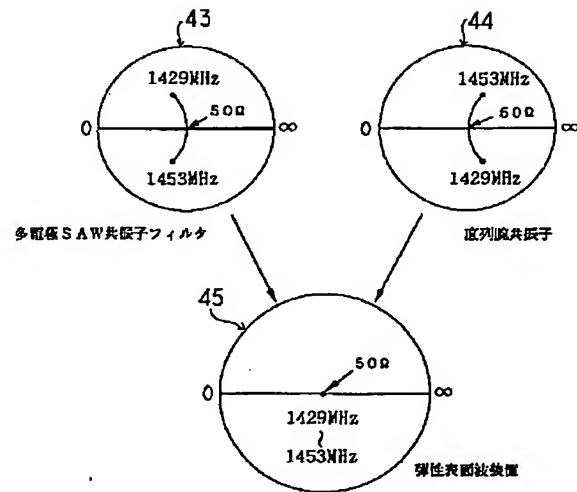 43
1429MHz
50Ω
0
∞
1453MHz
多電極SAW共振子フィルタ
44
1453MHz
50Ω
0
∞
1429MHz
直列腕共振子
45
50Ω
0
∞
1429MHz
~
1453MHz
弾性表面波装置